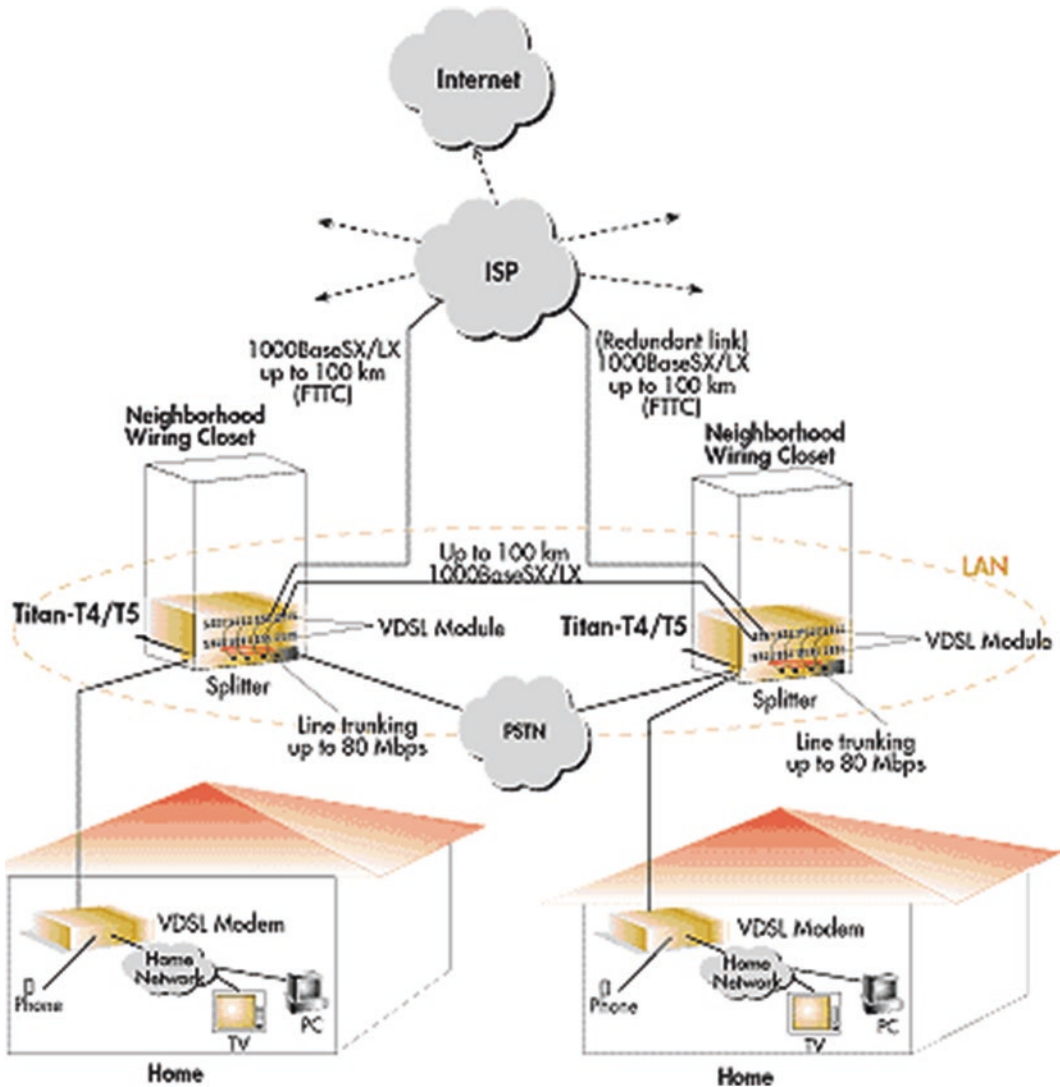 Internet
ISP
1000BaseSX/LX
up to 100 km
(FTTC)
(Redundant link)
1000BaseSX/LX
up to 100 km
(FTTC)
Neighborhood
Wiring Closet
Neighborhood
Wiring Closet
Up to 100 km
1000BaseSX/LX
LAN
Titan-T4/T5
VDSL Module
Titan-T4/T5
VDSL Module
Splitter
Splitter
Line trunking
up to 80 Mbps
PSTN
Line trunking
up to 80 Mbps
VDSL Modem
Home
Network
Phone
TV
PC
Home
VDSL Modem
Home
Network
Phone
TV
PC
Home